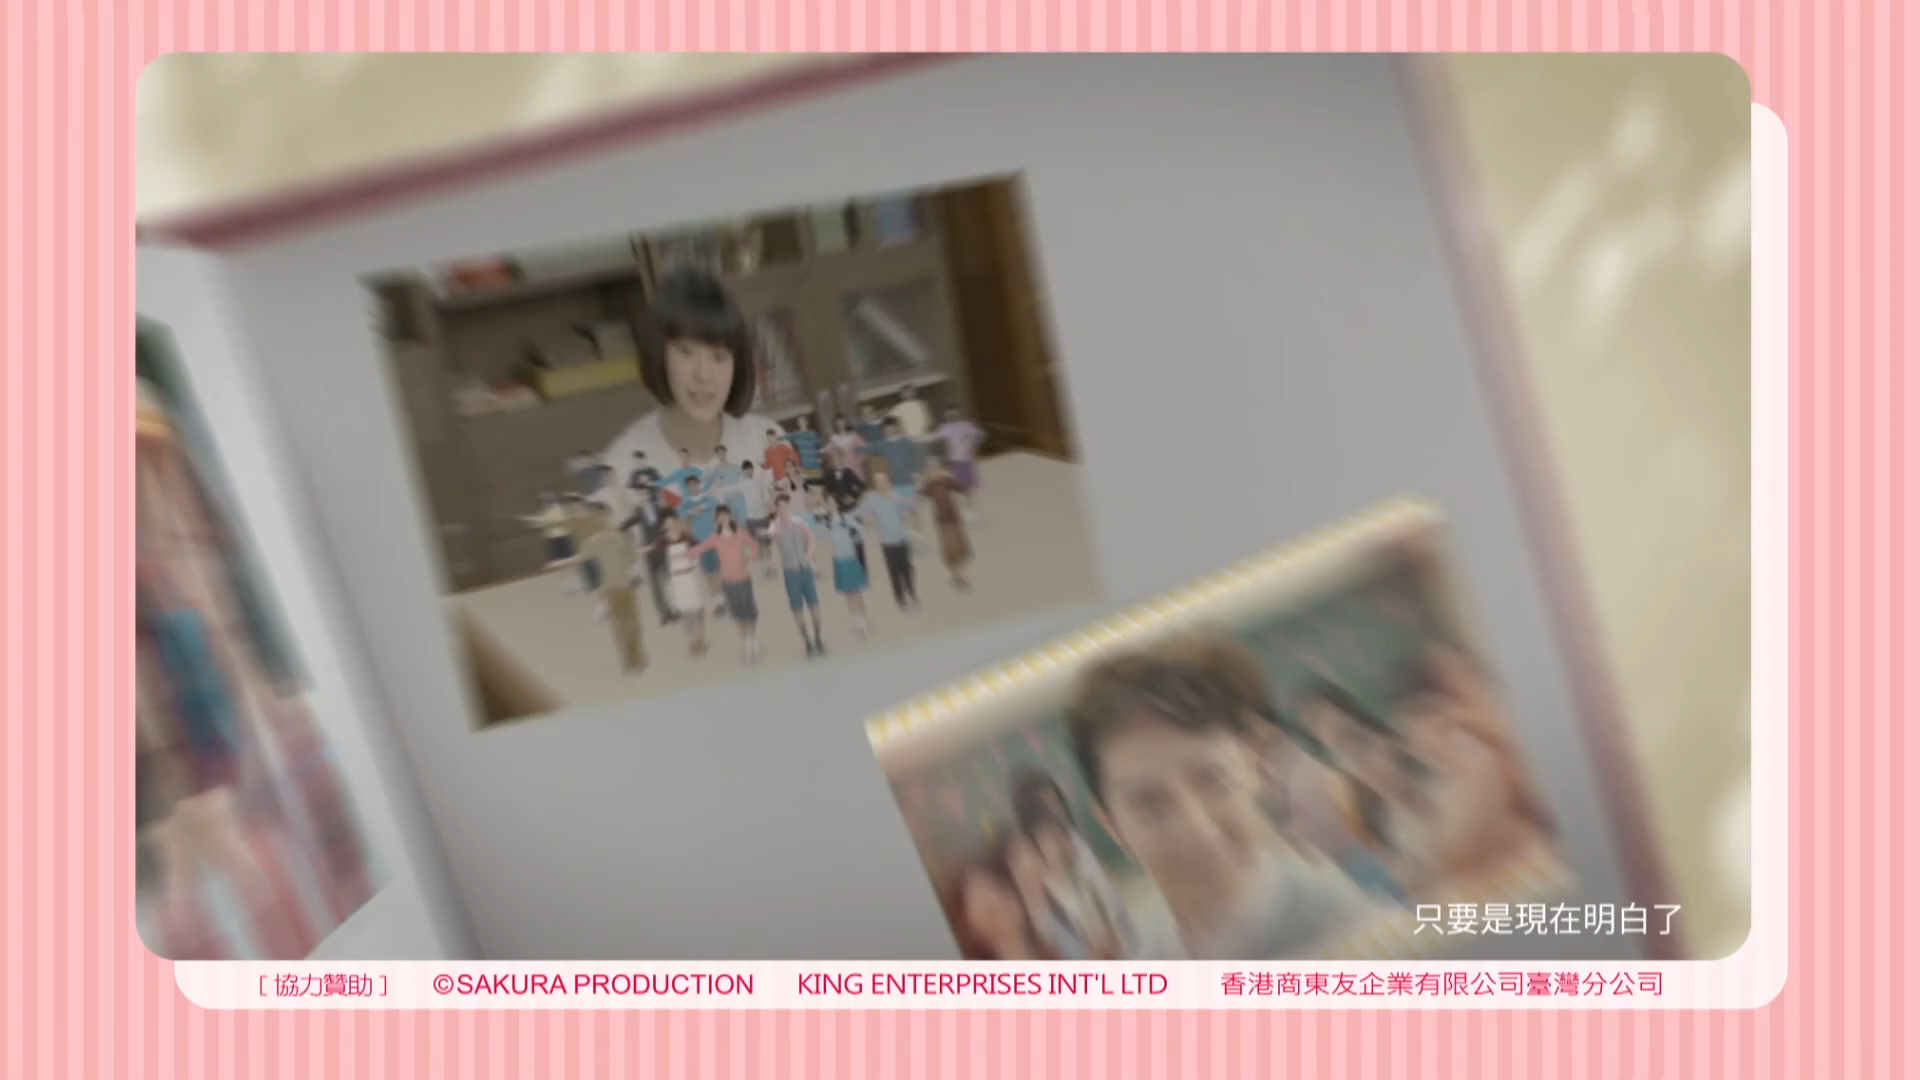 只要是現在明白了
[協力贊助] ©SAKURA PRODUCTION KING ENTERPRISES INT'L LTD 香港商東友企業有限公司臺灣分公司